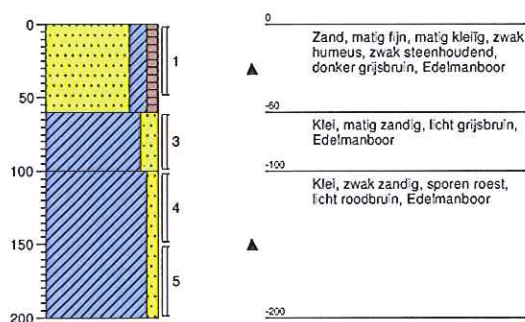 0
50
100
150
200
1
3
4
5
0
Zand, matig fijn, matig kleiïg, zwak
humeus, zwak steenhoudend,
donker grijsbruin, Edelmanboor
-60
Klei, matig zandig, licht grijsbruin,
Edelmanboor
-100
Klei, zwak zandig, sporen roest,
licht roodbruin, Edelmanboor
-200